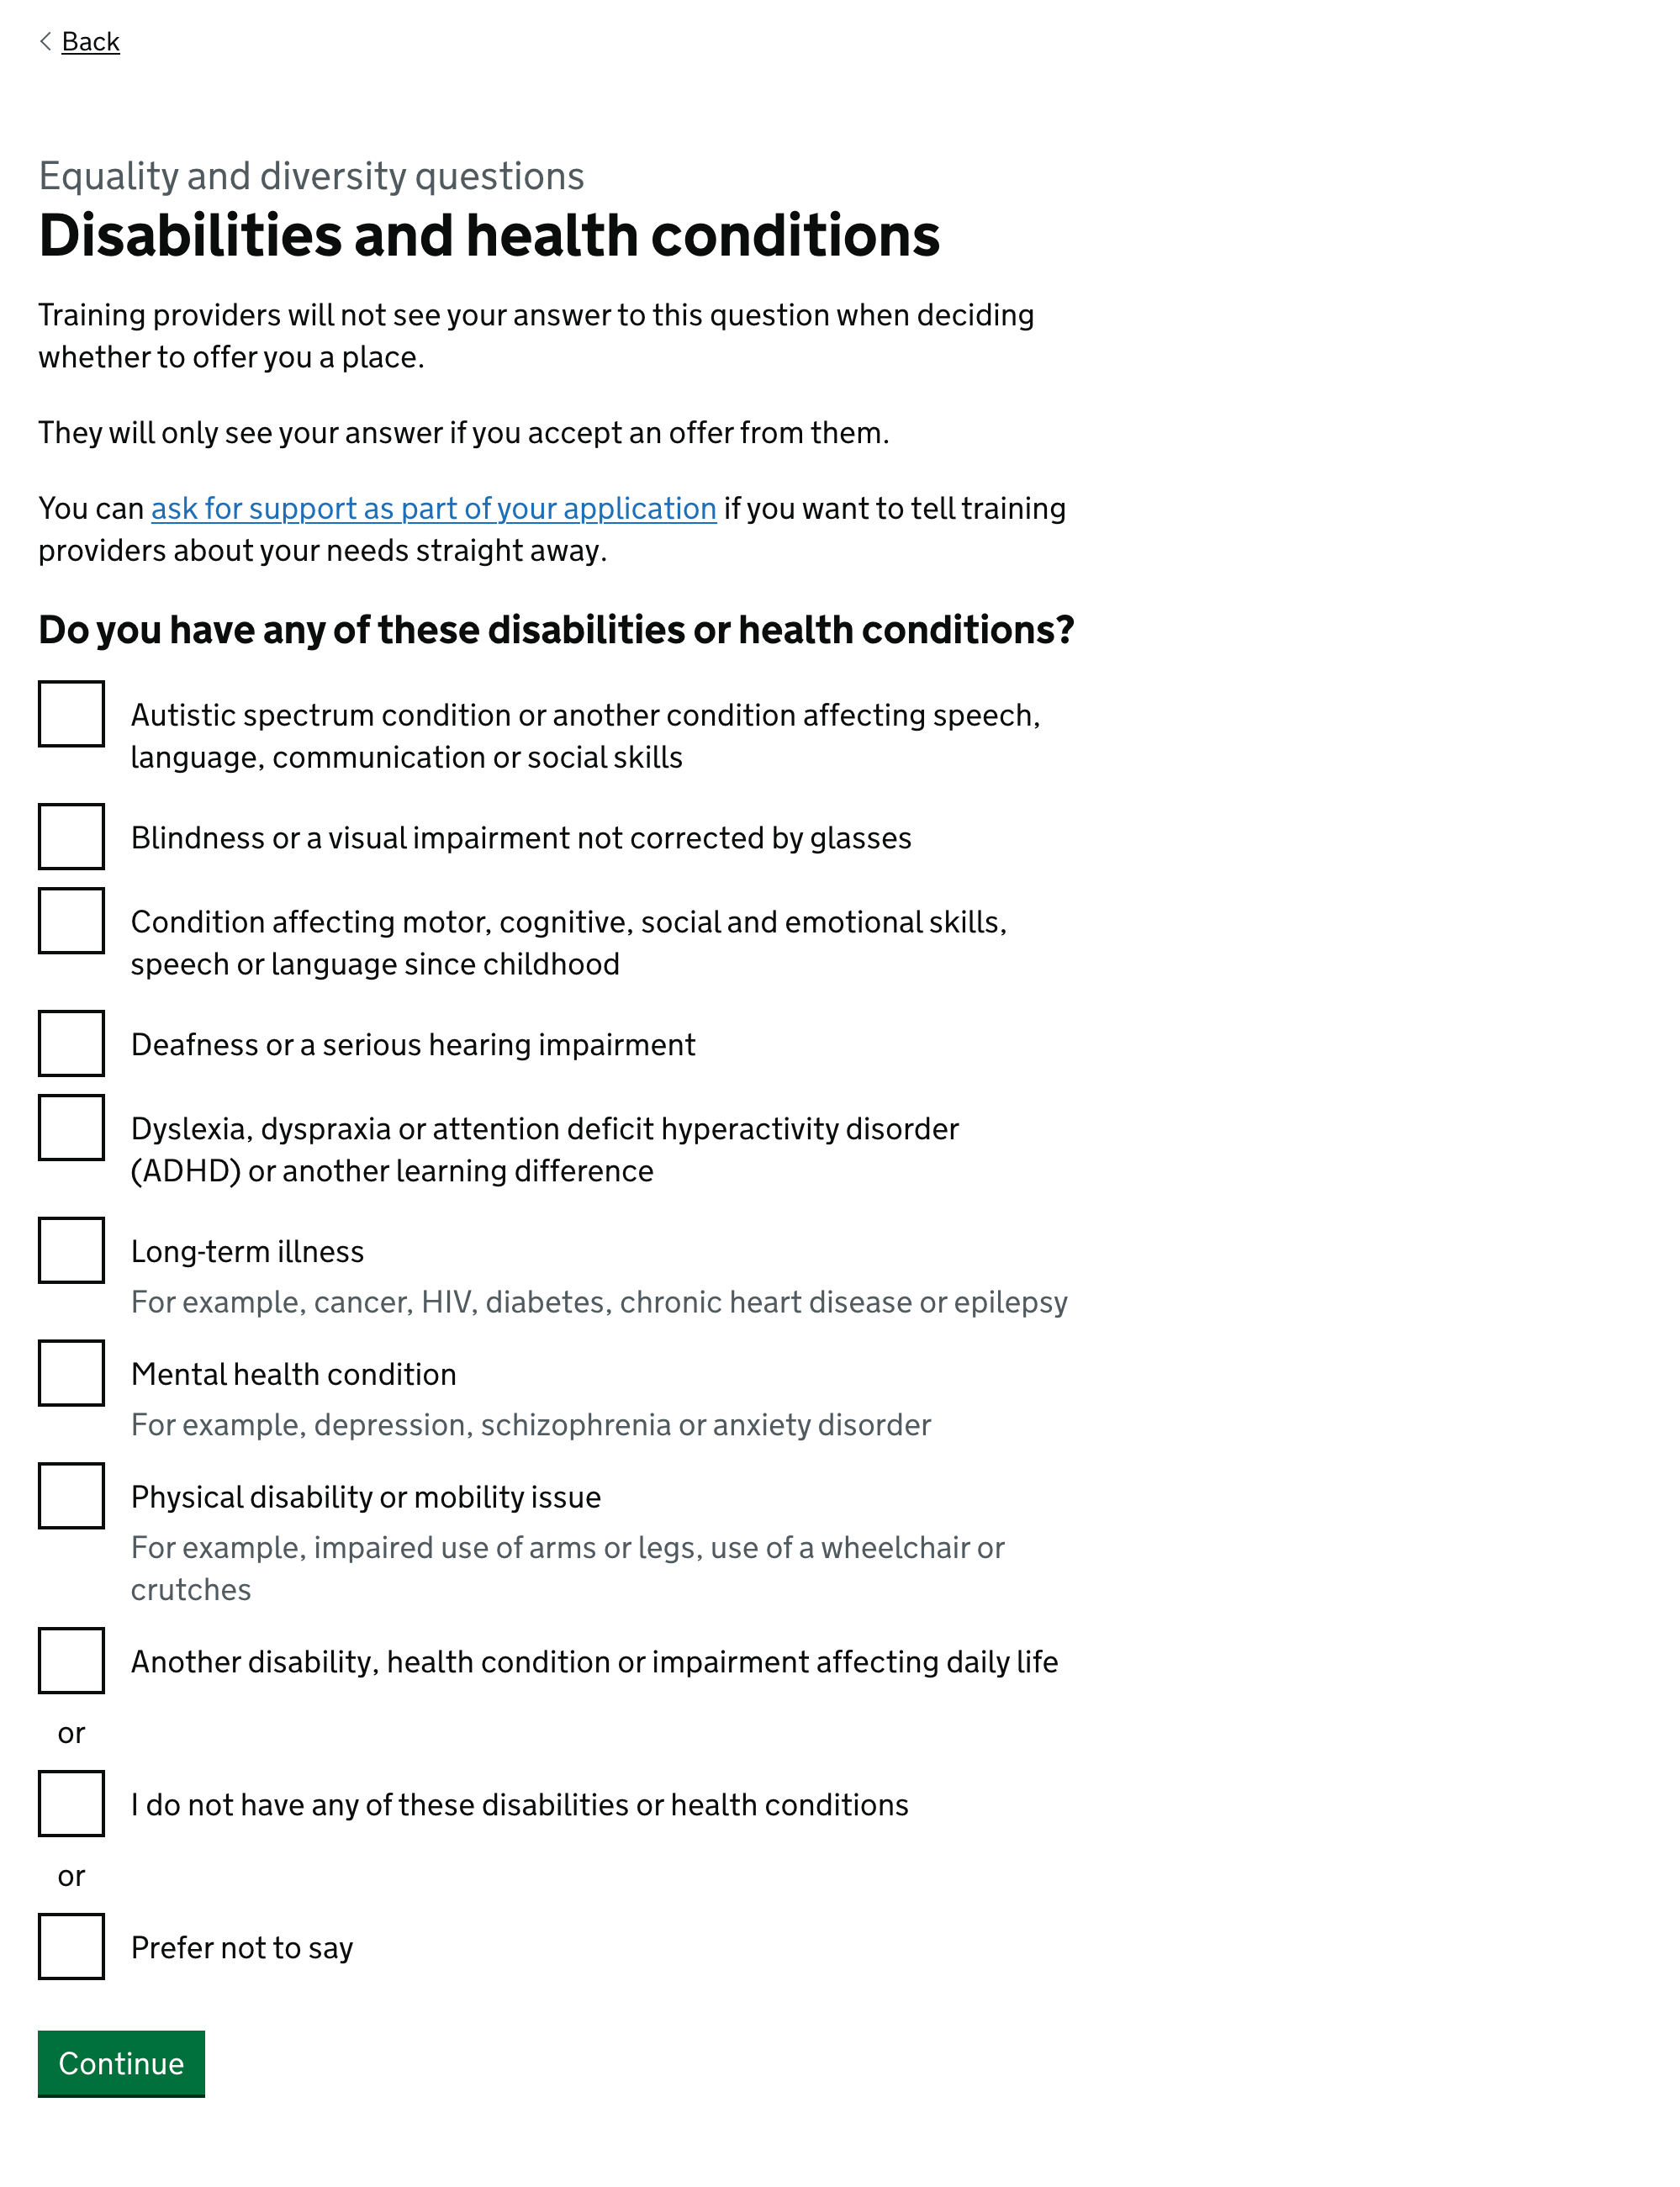 Back
Equality and diversity questions
Disabilities and health conditions
Training providers will not see your answer to this question when deciding
whether to offer you a place.
They will only see your answer if you accept an offer from them.
You can ask for support as part of your application if you want to tell training
providers about your needs straight away.
Do you have any of these disabilities or health conditions?
Autistic spectrum condition or another condition affecting speech,
language, communication or social skills
Blindness or a visual impairment not corrected by glasses
Condition affecting motor, cognitive, social and emotional skills,
speech or language since childhood
Deafness or a serious hearing impairment
Dyslexia, dyspraxia or attention deficit hyperactivity disorder
(ADHD) or another learning difference
Long-term illness
For example, cancer, HIV, diabetes, chronic heart disease or epilepsy
Mental health condition
For example, depression, schizophrenia or anxiety disorder
Physical disability or mobility issue
For example, impaired use of arms or legs, use of a wheelchair or
crutches
Another disability, health condition or impairment affecting daily life
or
I do not have any of these disabilities or health conditions
or
Prefer not to say
Continue